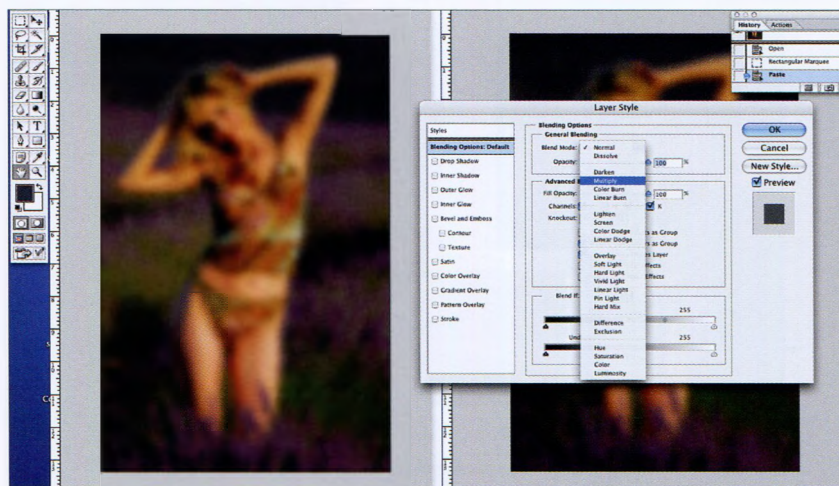 History Actions
Open
Rectangular Marquee
Paste
Layer Style
Styles
Blending Options: Default
Drop Shadow
Inner Shadow
Outer Glow
Inner Glow
Bevel and Emboss
Contour
Texture
Satin
Color Overlay
Gradient Overlay
Pattern Overlay
Stroke
Blending Options
General Blending
Blend Mode: ✓ Normal
Dissolve
Darken
Multiply
Color Burn
Linear Burn
Lighten
Screen
Color Dodge
Linear Dodge
Overlay
Soft Light
Hard Light
Vivid Light
Linear Light
Pin Light
Hard Mix
Difference
Exclusion
Hue
Saturation
Color
Luminosity
Opacity: 100 %
Advanced
Fill Opacity: 100 %
Channels: K
Knockout:
as Group
as Group
Layer
Effects
Effects
Blend If:
255
Und
255
OK
Cancel
New Style...
Preview